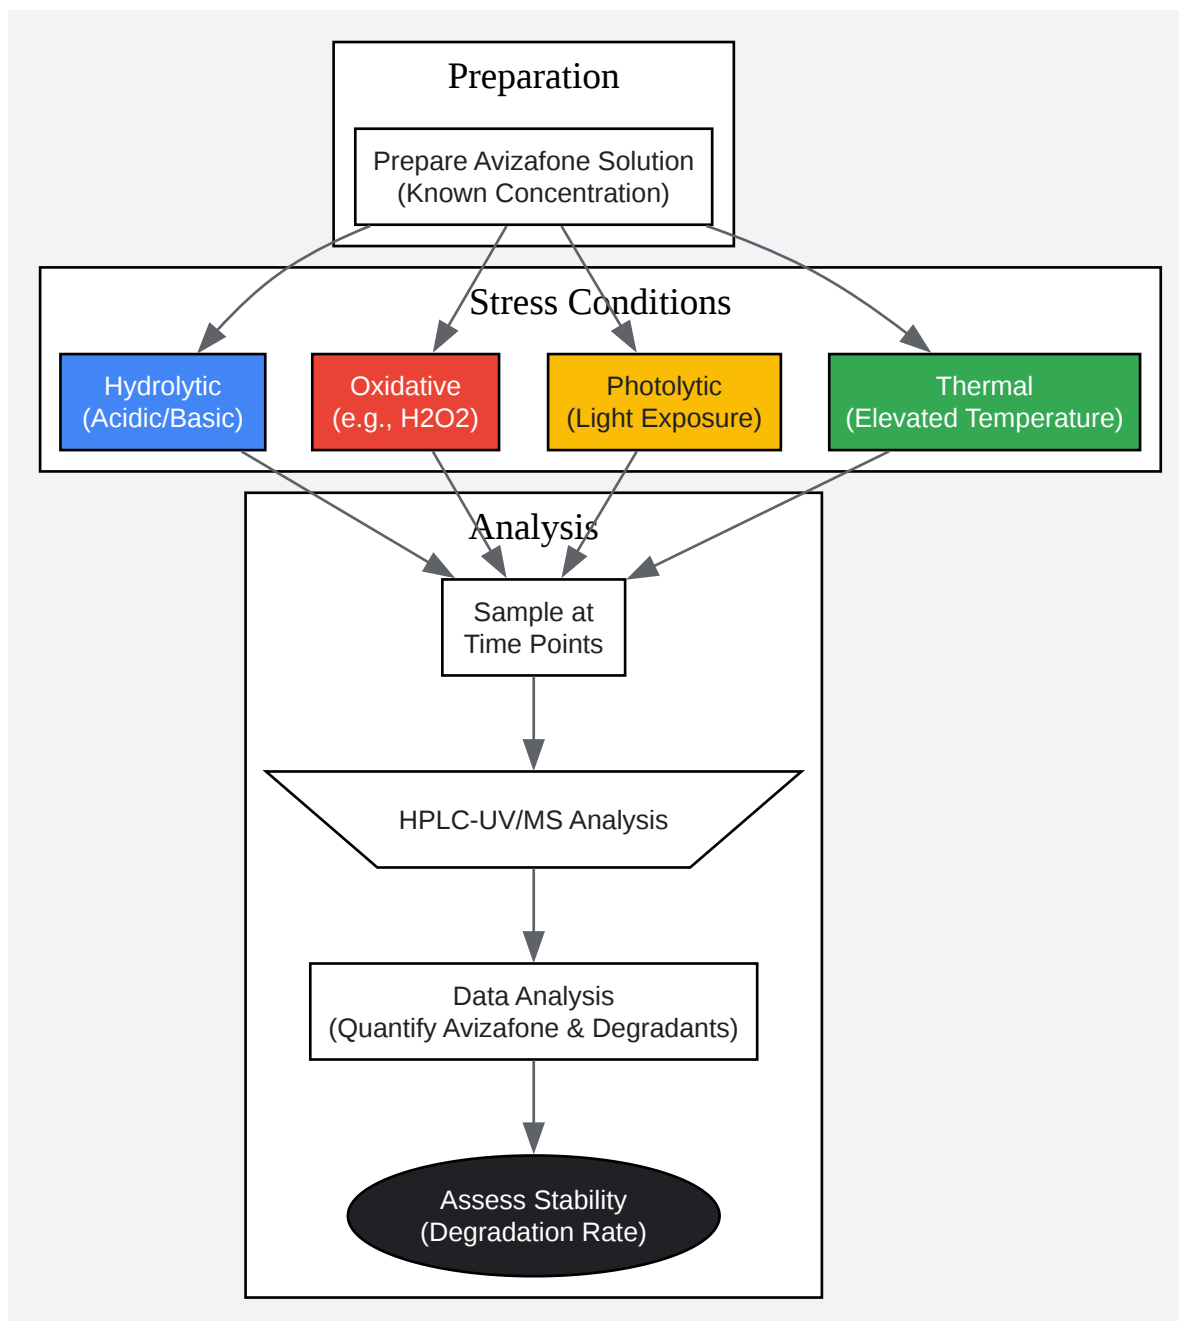 Preparation
Prepare Avizafone Solution
(Known Concentration)
Stress Conditions
Hydrolytic
(Acidic/Basic)
Oxidative
(e.g., H2O2)
Photolytic
(Light Exposure)
Thermal
(Elevated Temperature)
Analysis
Sample at
Time Points
HPLC-UV/MS Analysis
Data Analysis
(Quantify Avizafone & Degradants)
Assess Stability
(Degradation Rate)